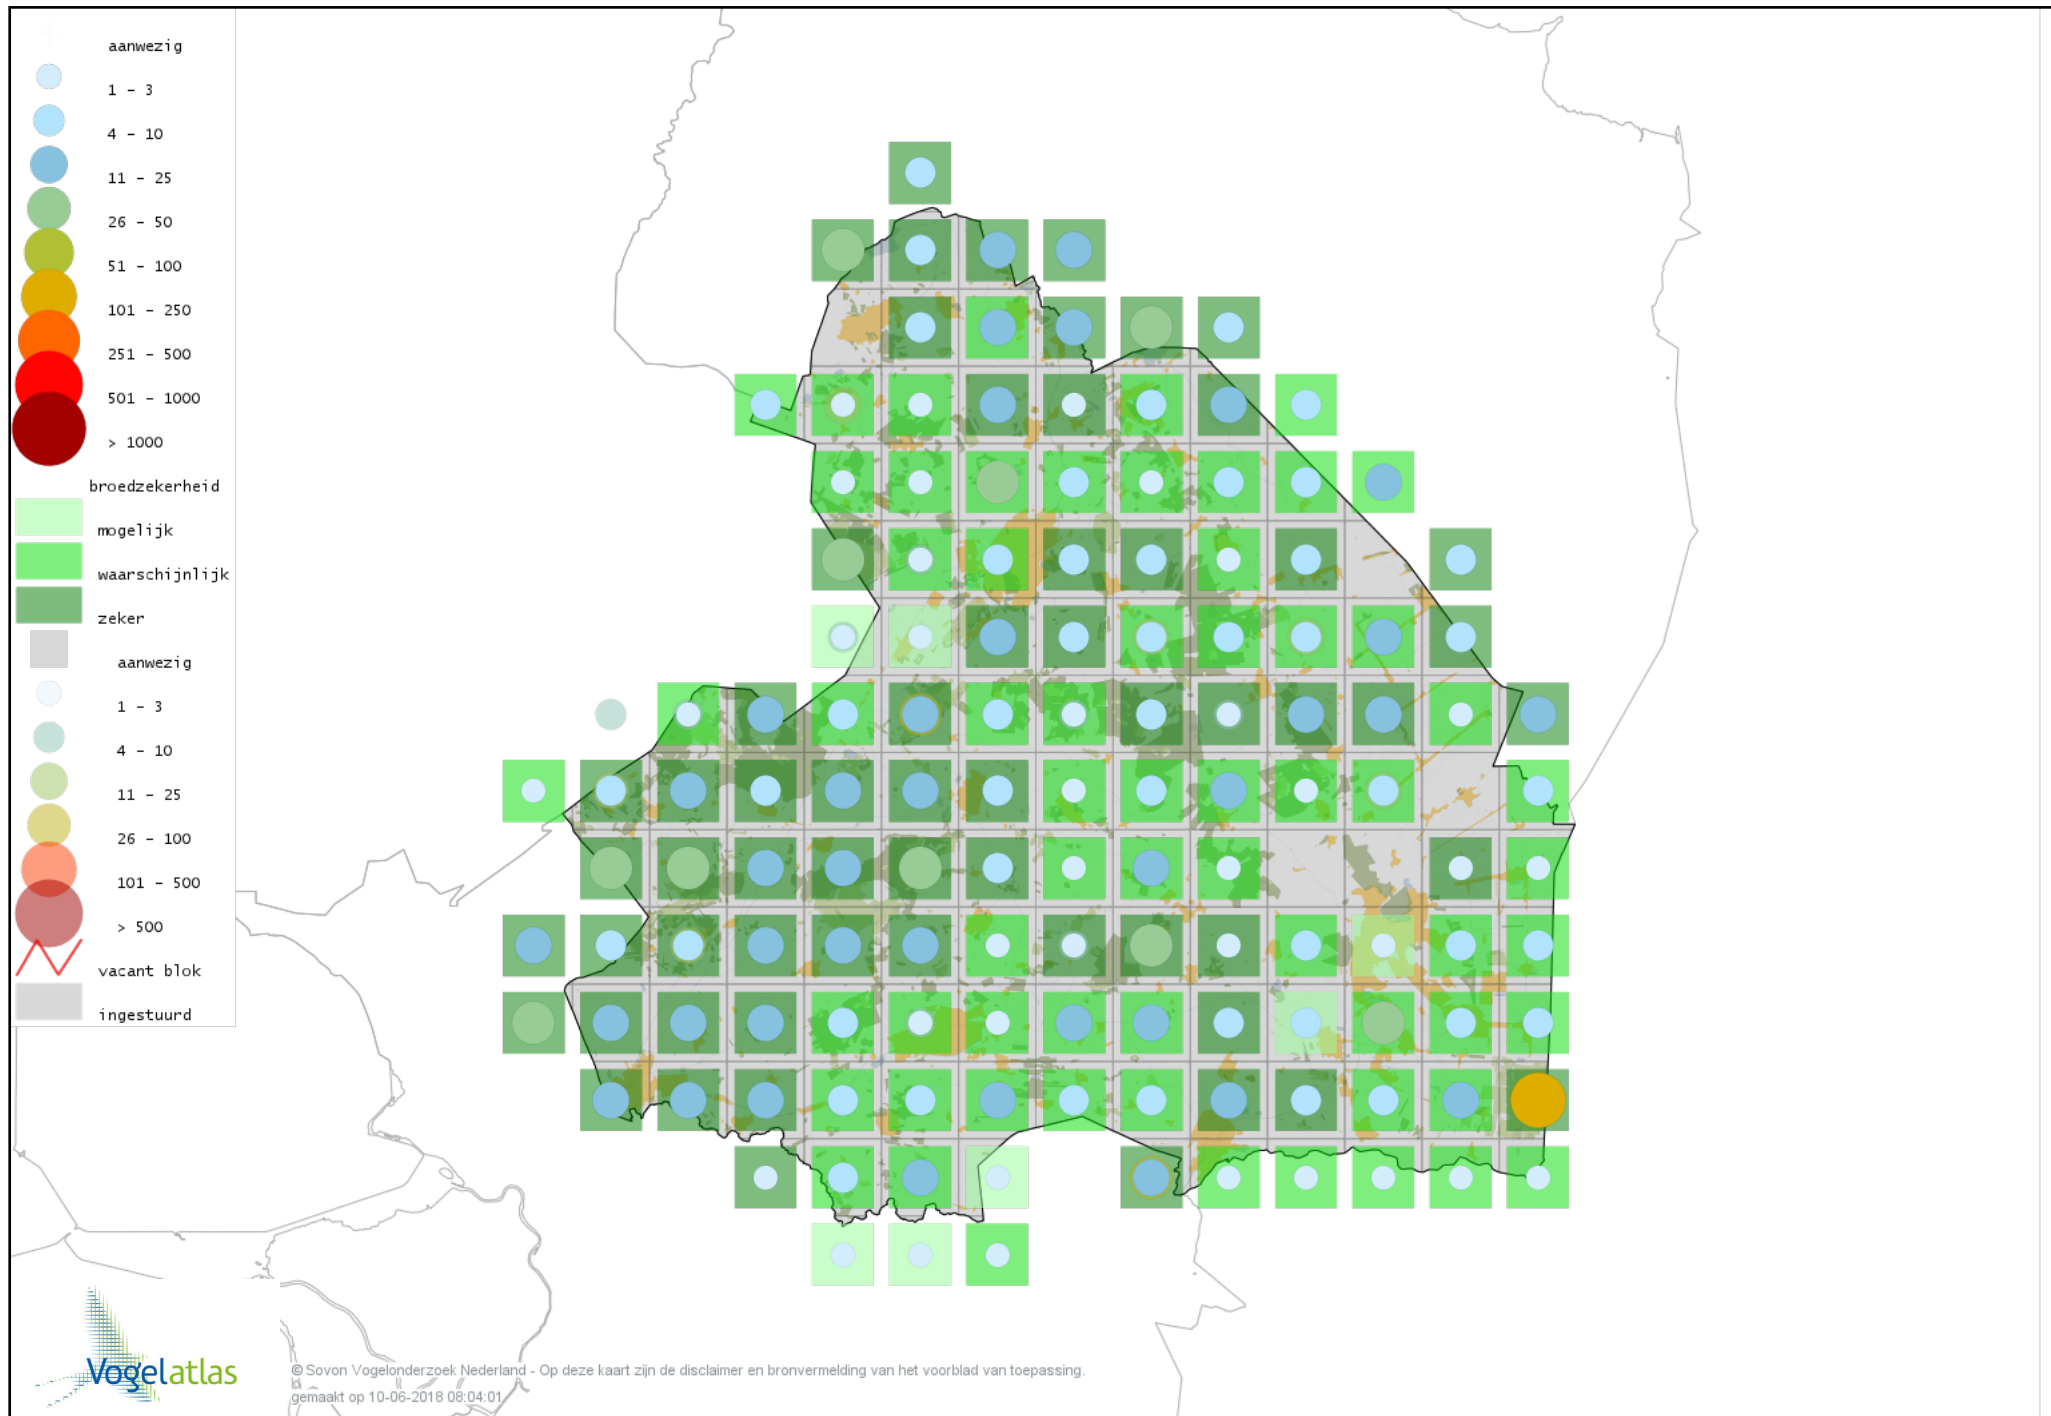 aanwezig
1 - 3
4 - 10
11 - 25
26 - 50
51 - 100
101 - 250
251 - 500
501 - 1000
> 1000
broedzekerheid
mogelijk
waarschijnlijk
zeker
aanwezig
1 - 3
4 - 10
11 - 25
26 - 100
101 - 500
> 500
vacant blok
ingestuurd
Vogelatlas
© Sovon Vogelonderzoek Nederland - Op deze kaart zijn de disclaimer en bronvermelding van het voorblad van toepassing.
gemaakt op 10-06-2018 08:04:01